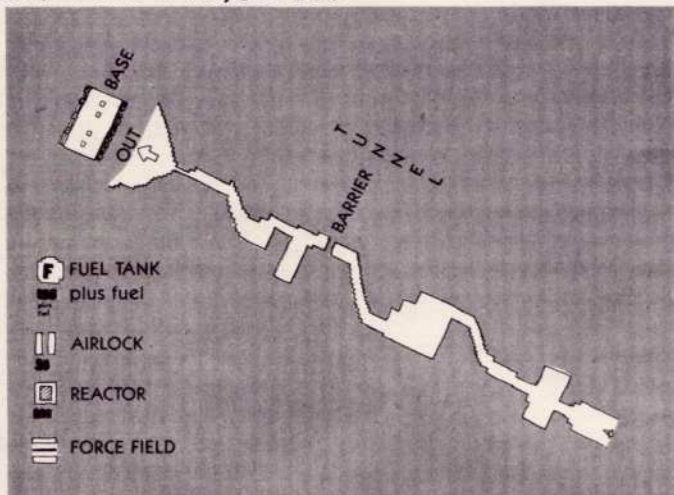 BASE
OUT
TUNNEL
BARRIER
F FUEL TANK
plus fuel
AIRLOCK
REACTOR
FORCE FIELD